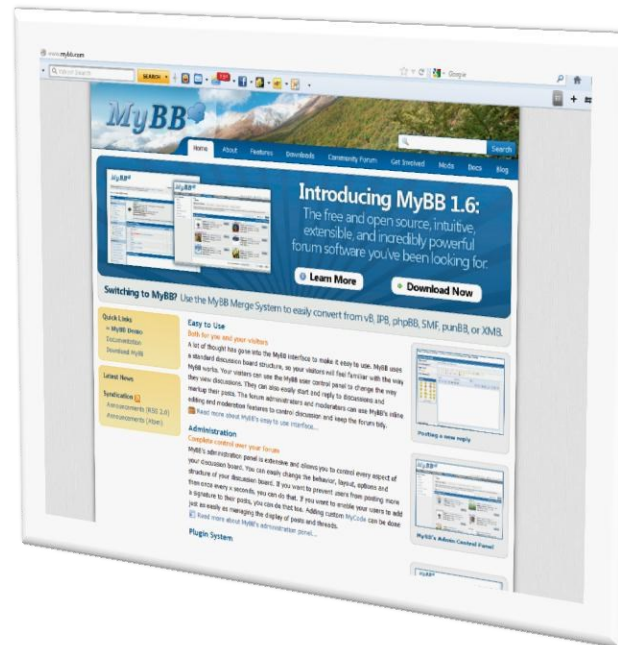 www.mybb.com
SEARCH
Google
MyBB
Search
Home
About
Features
Downloads
Community Forum
Get Involved
Mods
Docs
Blog
Introducing MyBB 1.6:
The free and open source, intuitive,
extensible, and incredibly powerful
forum software you've been looking for.
Learn More
Download Now
Switching to MyBB? Use the MyBB Merge System to easily convert from vB, IPB, phpBB, SMF, punBB, or XMB.
Quick Links
MyBB Demo
Documentation
Download MyBB
Latest News
Syndication
Announcements (RSS 2.0)
Announcements (Atom)
Easy to Use
Both for you and your visitors
A lot of thought has gone into the MyBB interface to make it easy to use. MyBB uses
a standard discussion board structure, so your visitors will feel familiar with the way
MyBB works. Your visitors can use the MyBB user control panel to change the way
they view discussions. They can also easily start and reply to discussions and
markup their posts. The forum administrators and moderators can use MyBB's inline
editing and moderation features to control discussion and keep the forum tidy.
Read more about MyBB's easy to use interface...
Administration
Complete control over your forum
MyBB's administration panel is extensive and allows you to control every aspect of
your discussion board. You can easily change the behavior, layout, options and
structure of your discussion board. If you want to prevent users from posting more
than once every x seconds, you can do that. If you want to enable your users to add
a signature to their posts, you can do that too. Adding custom MyCode can be done
just as easily as managing the display of posts and threads.
Read more about MyBB's administration panel...
Plugin System
Posting a new reply
MyBB's Admin Control Panel